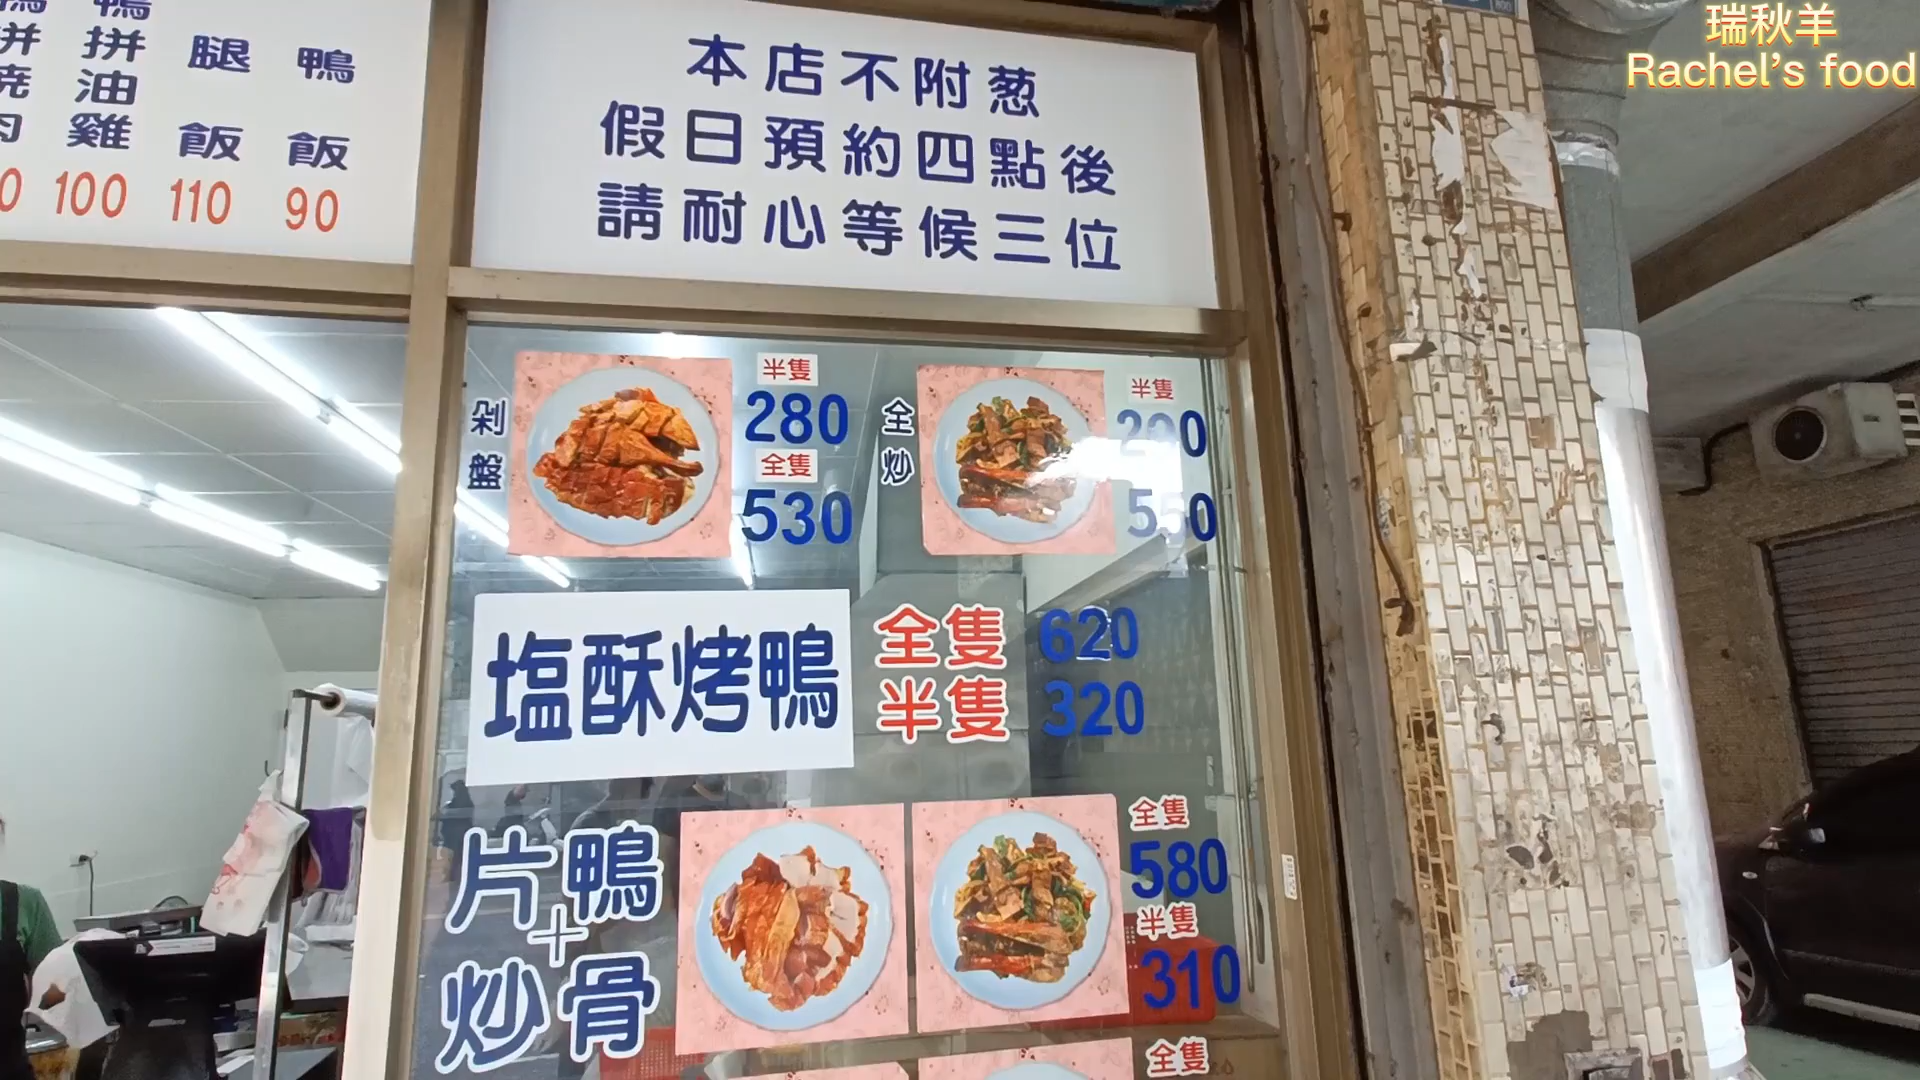 瑞秋羊
Rachel's food
鴨拼油雞 100
腿飯 110
鴨飯 90
本店不附葱
假日預約四點後
請耐心等候三位
剁盤
半隻
280
全隻
530
全炒
半隻
塩酥烤鴨
全隻 620
半隻 320
片鴨
+
炒骨
全隻
580
半隻
310
全隻